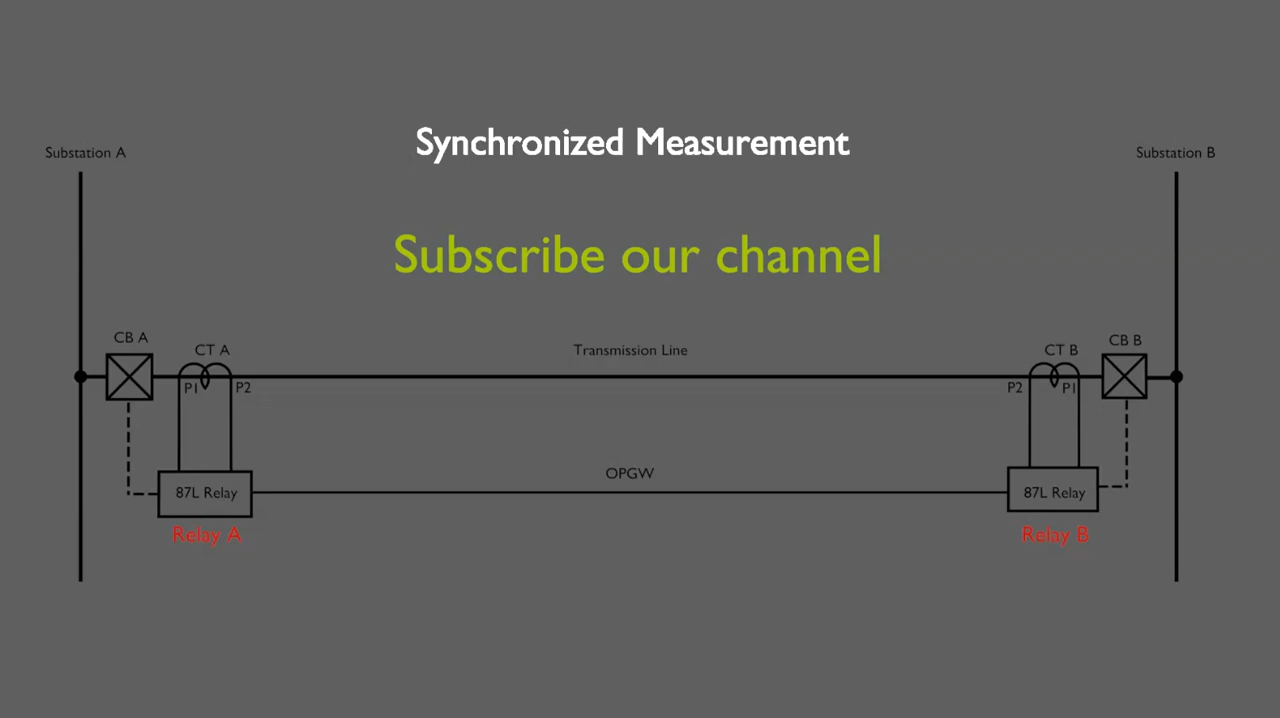 Synchronized Measurement
Substation A
Substation B
Subscribe our channel
CB A
CT A
Transmission Line
CT B
CB B
P1
P2
P2
P1
OPGW
87L Relay
87L Relay
Relay A
Relay B